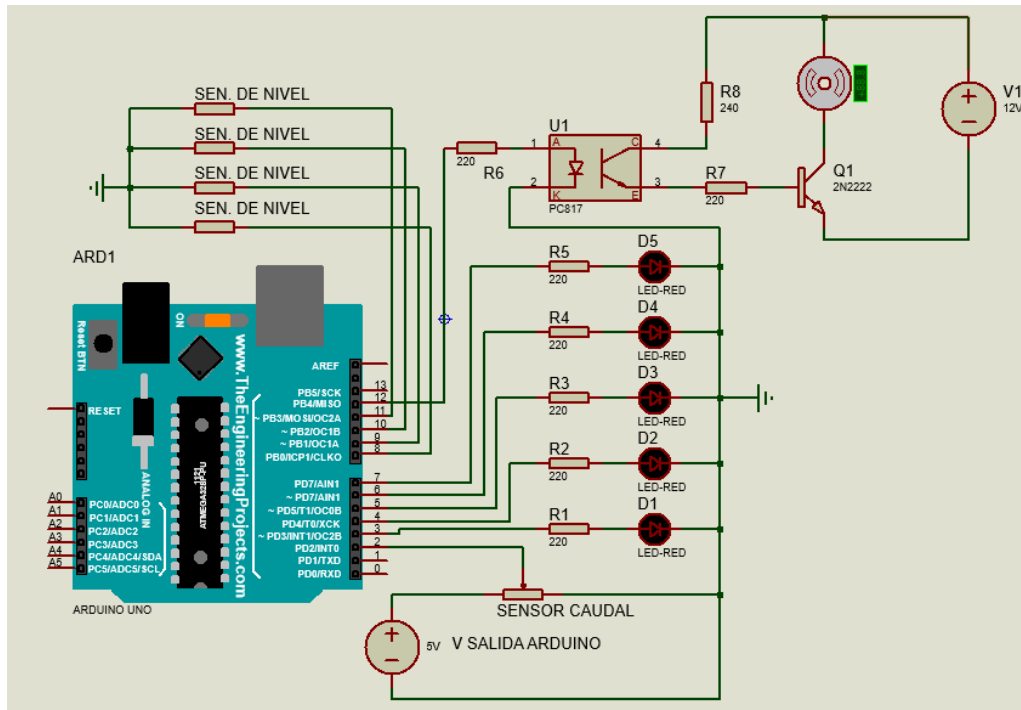 SEN. DE NIVEL
SEN. DE NIVEL
SEN. DE NIVEL
SEN. DE NIVEL
R8
240
V1
12V
U1
A
C
K
E
1
2
3
4
PC817
220
R6
R7
220
Q1
2N2222
ARD1
Reset BTN
ON
www.TheEngineeringProjects.com
RESET
ANALOG IN
ATMEGA328P-PU
1121
AREF
PB5/SCK
13
PB4/MISO
12
~ PB3/MOSI/OC2A
11
~ PB2/OC1B
10
~ PB1/OC1A
9
PB0/ICP1/CLKO
8
PD7/AIN1
7
~ PD7/AIN1
6
~ PD5/T1/OC0B
5
PD4/T0/XCK
4
~ PD3/INT1/OC2B
3
PD2/INT0
2
PD1/TXD
1
PD0/RXD
0
A0
PC0/ADC0
A1
PC1/ADC1
A2
PC2/ADC2
A3
PC3/ADC3
A4
PC4/ADC4/SDA
A5
PC5/ADC5/SCL
ARDUINO UNO
R5
220
D5
LED-RED
R4
220
D4
LED-RED
R3
220
D3
LED-RED
R2
220
D2
LED-RED
R1
220
D1
LED-RED
SENSOR CAUDAL
5V
V SALIDA ARDUINO